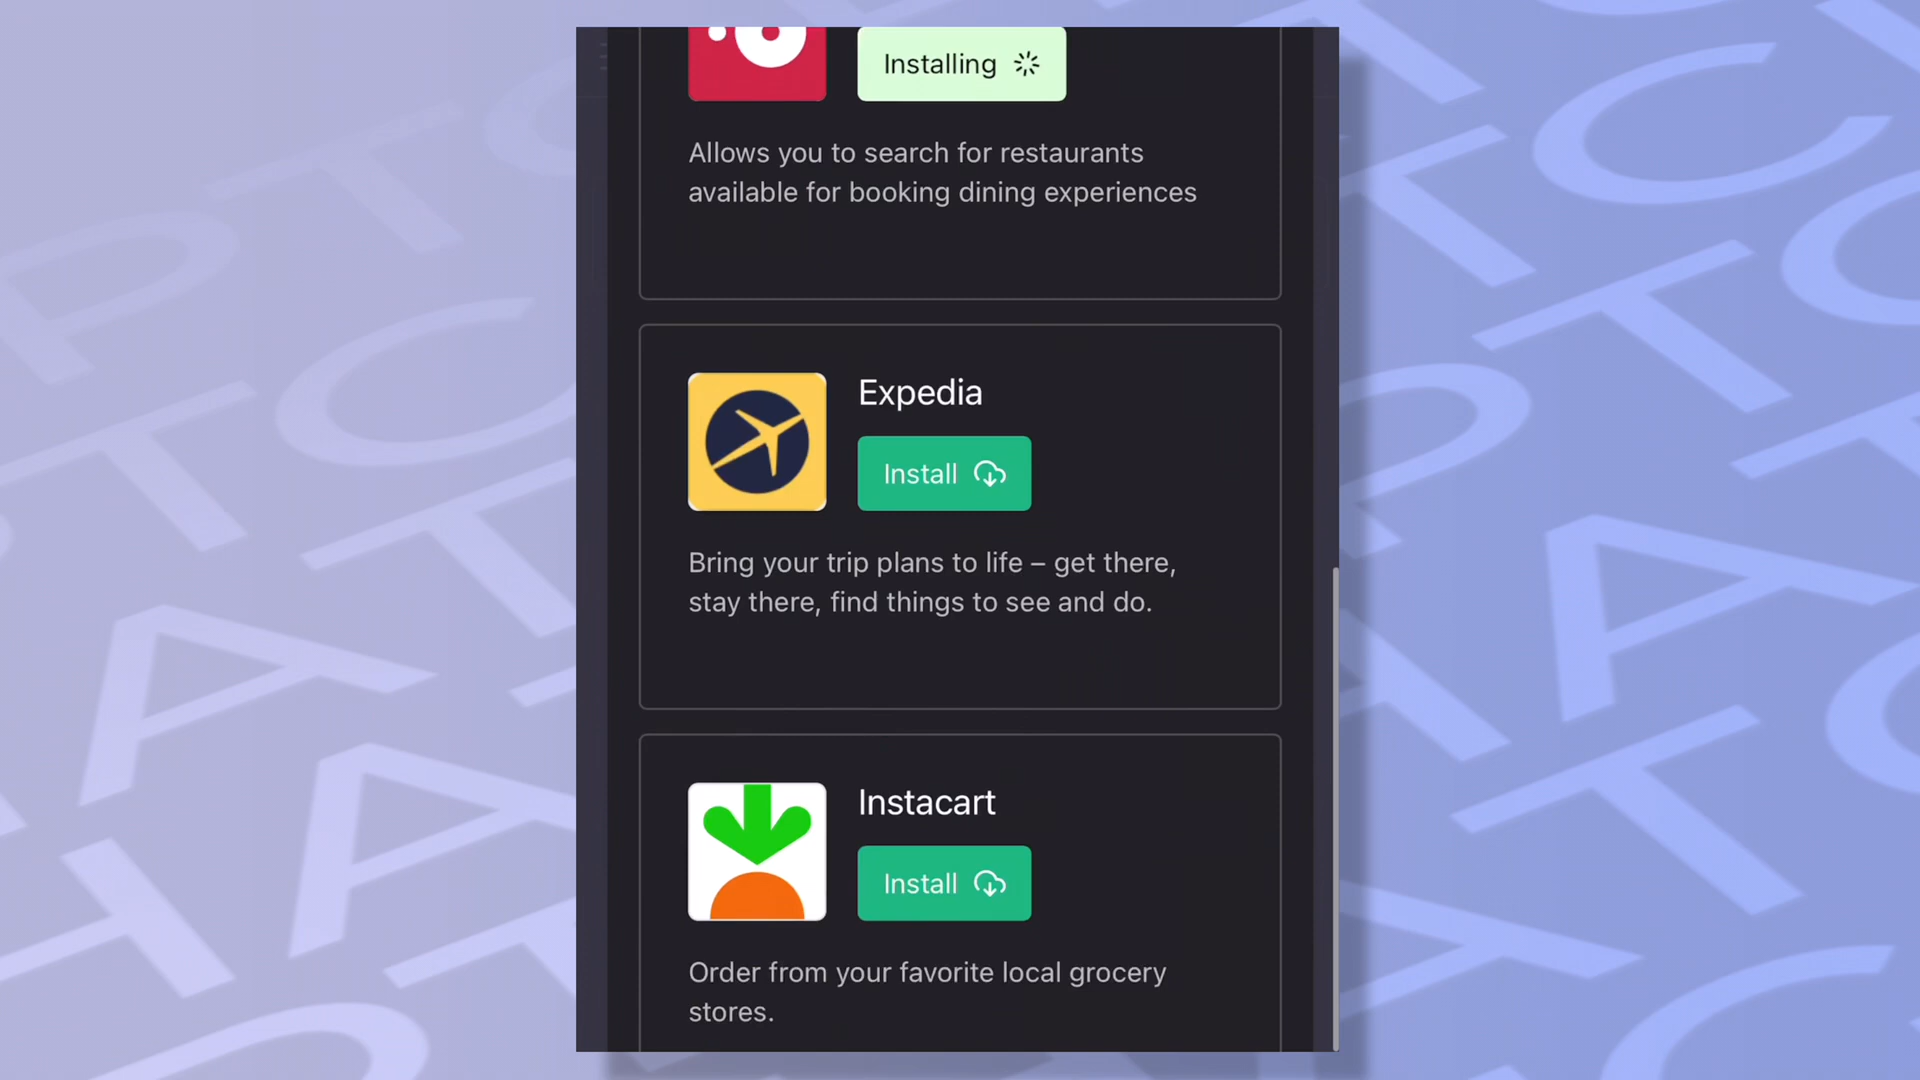 Installing
Allows you to search for restaurants
available for booking dining experiences
Expedia
Install
Bring your trip plans to life – get there,
stay there, find things to see and do.
Instacart
Install
Order from your favorite local grocery
stores.